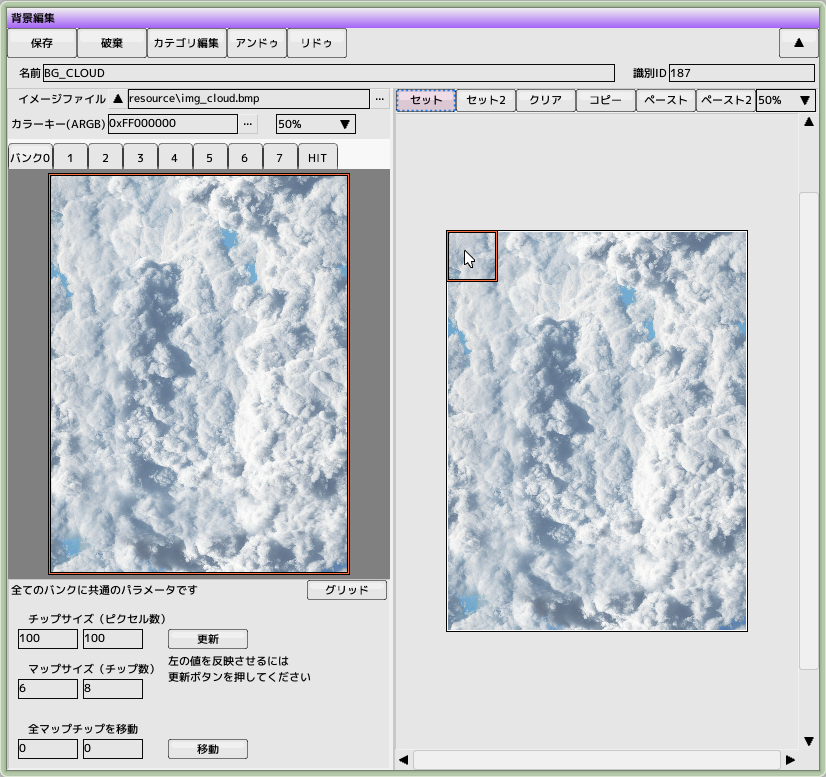 背景編集
保存 破棄 カテゴリ編集 アンドゥ リドゥ ▲
名前 BG_CLOUD 識別ID 187
イメージファイル ▲ resource\img_cloud.bmp ...
カラーキー(ARGB) 0xFF000000 ... 50% ▼
セット セット2 クリア コピー ペースト ペースト2 50% ▼
バンク0 1 2 3 4 5 6 7 HIT
全てのバンクに共通のパラメータです グリッド
チップサイズ（ピクセル数）
100 100 更新
左の値を反映させるには
更新ボタンを押してください
マップサイズ（チップ数）
6 8
全マップチップを移動
0 0 移動